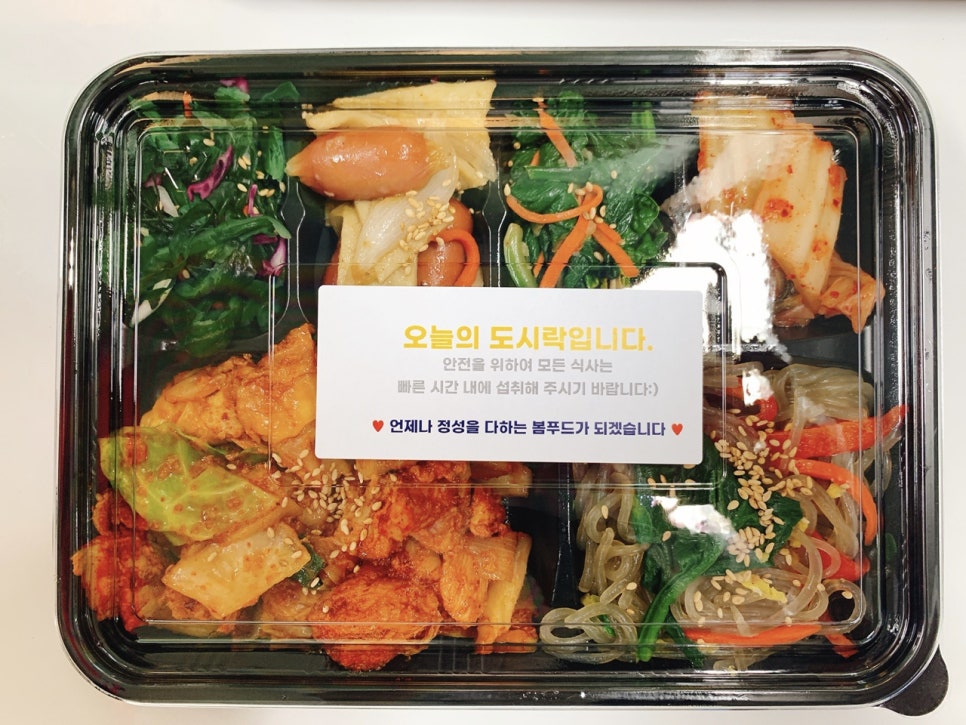 오늘의 도시락입니다.
안전을 위하여 모든 식사는
빠른 시간 내에 섭취해 주시기 바랍니다:)
♥ 언제나 정성을 다하는 봄푸드가 되겠습니다 ♥